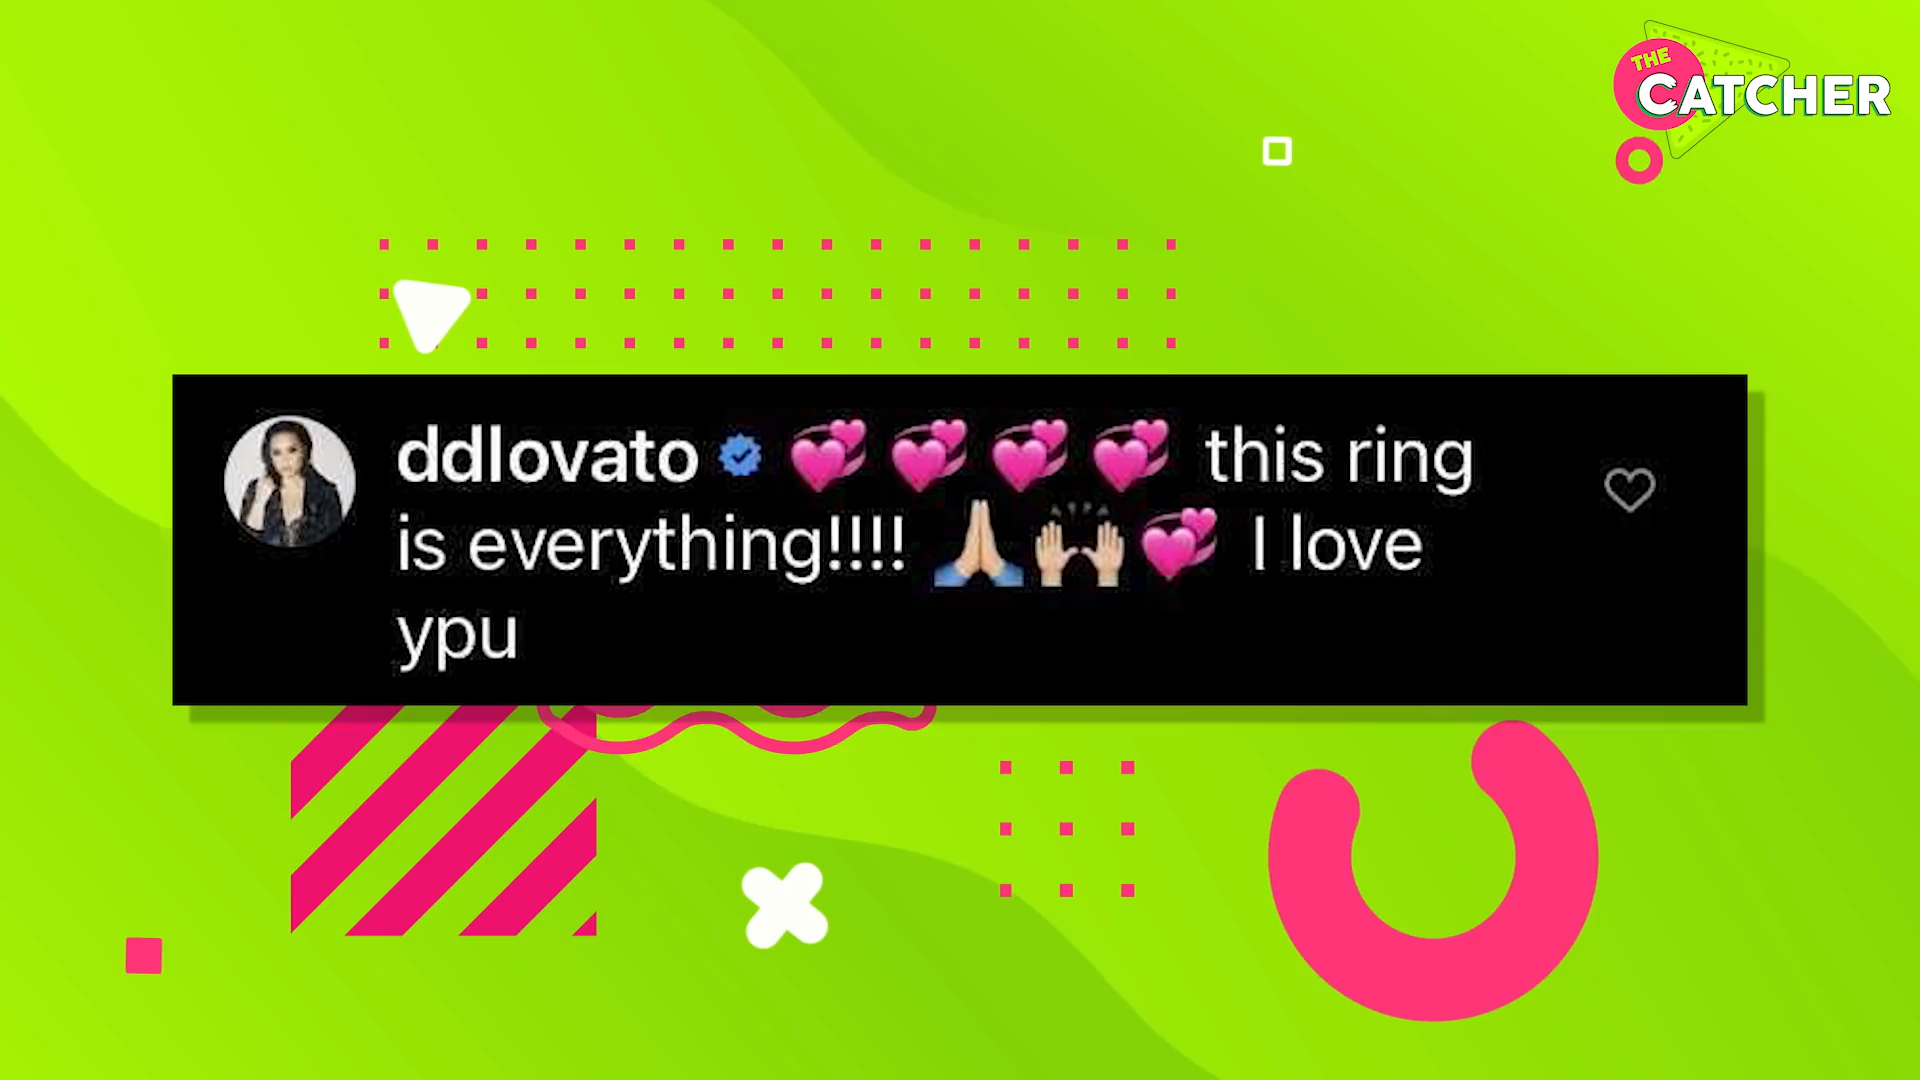 THE
CATCHER
ddlovato 💞💞💞💞 this ring
is everything!!!! 🙏🏼🙌🏼💞 I love
ypu